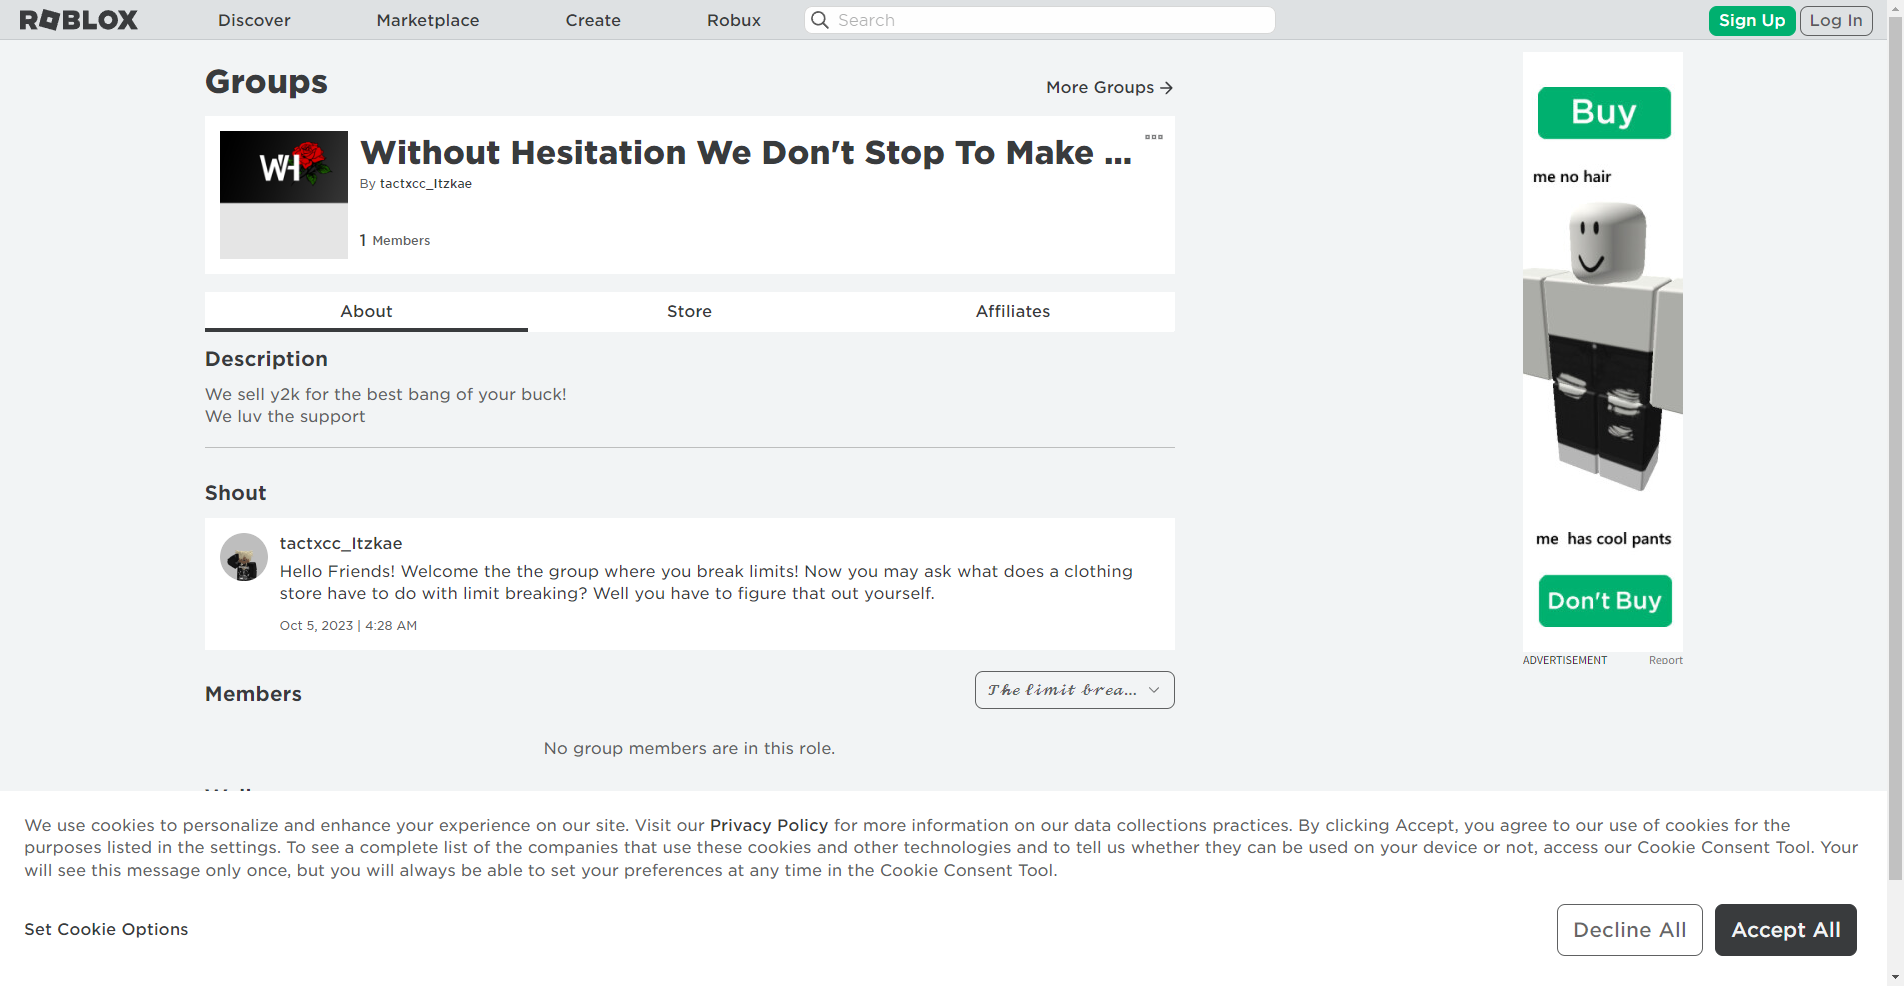 ROBLOX
Discover
Marketplace
Create
Robux
Search
Sign Up
Log In
Groups
More Groups
WH
Without Hesitation We Don't Stop To Make ...
By tactxcc_Itzkae
1 Members
About
Store
Affiliates
Description
We sell y2k for the best bang of your buck!
We luv the support
Shout
tactxcc_Itzkae
Hello Friends! Welcome the the group where you break limits! Now you may ask what does a clothing
store have to do with limit breaking? Well you have to figure that out yourself.
Oct 5, 2023 | 4:28 AM
Members
𝓣𝓱𝓮 𝓵𝓲𝓶𝓲𝓽 𝓫𝓻𝓮𝓪...
No group members are in this role.
Buy
me no hair
me has cool pants
Don't Buy
ADVERTISEMENT
Report
We use cookies to personalize and enhance your experience on our site. Visit our Privacy Policy for more information on our data collections practices. By clicking Accept, you agree to our use of cookies for the
purposes listed in the settings. To see a complete list of the companies that use these cookies and other technologies and to tell us whether they can be used on your device or not, access our Cookie Consent Tool. Your
will see this message only once, but you will always be able to set your preferences at any time in the Cookie Consent Tool.
Set Cookie Options
Decline All
Accept All